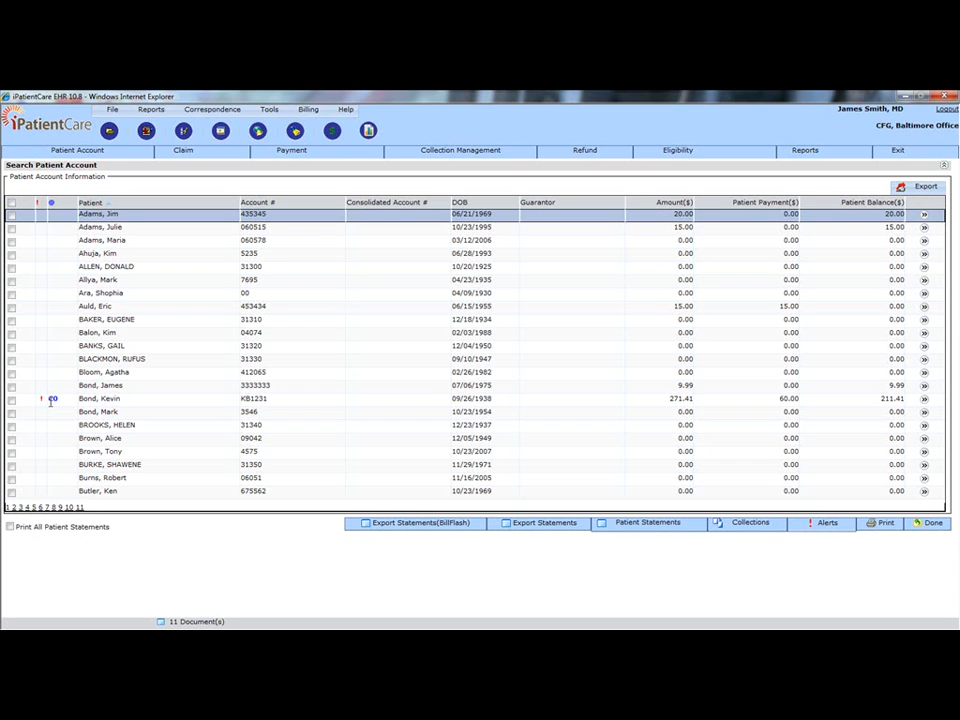 iPatientCare EHR 10.8 - Windows Internet Explorer
File Reports Correspondence Tools Billing Help James Smith, MD Logout
iPatientCare
CFG, Baltimore Office
Patient Account Claim Payment Collection Management Refund Eligibility Reports Exit
Search Patient Account
Patient Account Information
Export
! Patient Account # Consolidated Account # DOB Guarantor Amount($) Patient Payment($) Patient Balance($)
Adams, Jim 435345 06/21/1969 20.00 0.00 20.00
Adams, Julie 060515 10/23/1995 15.00 0.00 15.00
Adams, Maria 060578 03/12/2006 0.00 0.00 0.00
Ahuja, Kim 5235 06/28/1993 0.00 0.00 0.00
ALLEN, DONALD 31300 10/20/1925 0.00 0.00 0.00
Allya, Mark 7695 04/23/1935 0.00 0.00 0.00
Ara, Shophia 00 04/09/1930 0.00 0.00 0.00
Auld, Eric 453434 06/15/1955 15.00 15.00 0.00
BAKER, EUGENE 31310 12/18/1934 0.00 0.00 0.00
Balon, Kim 04074 02/03/1988 0.00 0.00 0.00
BANKS, GAIL 31320 12/04/1950 0.00 0.00 0.00
BLACKMON, RUFUS 31330 09/10/1947 0.00 0.00 0.00
Bloom, Agatha 412065 02/26/1982 0.00 0.00 0.00
Bond, James 3333333 07/06/1975 9.99 0.00 9.99
! CO Bond, Kevin KB1231 09/26/1938 271.41 60.00 211.41
Bond, Mark 3546 10/23/1954 0.00 0.00 0.00
BROOKS, HELEN 31340 12/23/1937 0.00 0.00 0.00
Brown, Alice 09042 12/05/1949 0.00 0.00 0.00
Brown, Tony 4575 10/23/2007 0.00 0.00 0.00
BURKE, SHAWENE 31350 11/29/1971 0.00 0.00 0.00
Burns, Robert 06051 11/16/2005 0.00 0.00 0.00
Butler, Ken 675562 10/23/1969 0.00 0.00 0.00
1 2 3 4 5 6 7 8 9 10 11
Print All Patient Statements Export Statements(BillFlash) Export Statements Patient Statements Collections ! Alerts Print Done
11 Document(s)